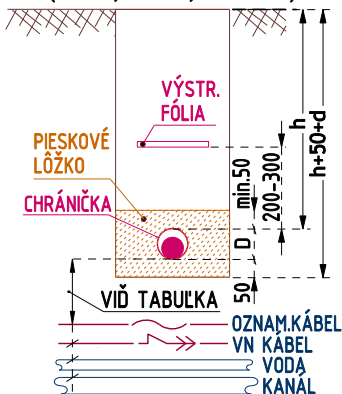 VÝSTR.
FÓLIA
PIESKOVÉ
LÔŽKO
CHRÁNIČKA
h
h+50+d
min.50
200-300
D
50
VIĎ TABUĽKA
OZNAM.KÁBEL
VN KÁBEL
VODA
KANÁL